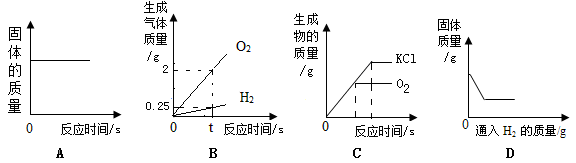 固体的质量
0
反应时间/s
A
生成
气体
质量
/g
O₂
2
H₂
0.25
0
t
反应时间/s
B
生成
物的
质量
/g
KCl
O₂
0
反应时间/s
C
固体
质量
/g
0
通入 H₂ 的质量/g
D